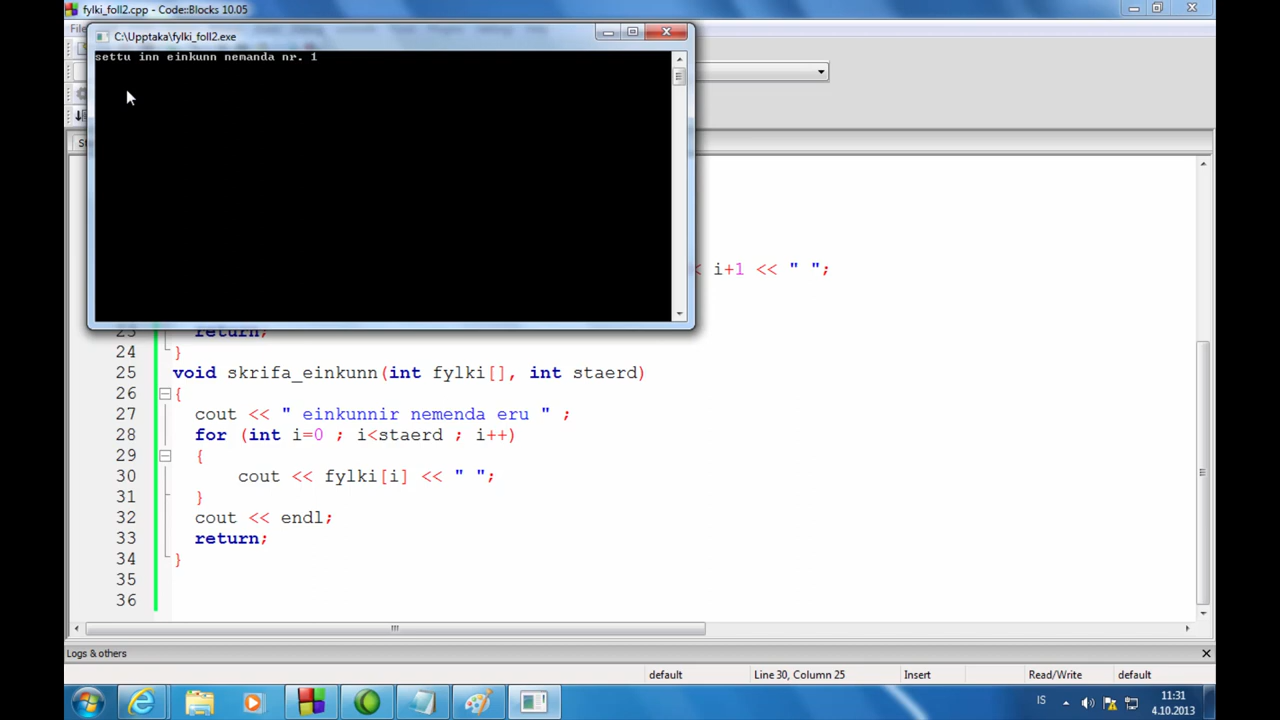 fylki_foll2.cpp - Code::Blocks 10.05
C:\Upptaka\fylki_foll2.exe
settu inn einkunn nemanda nr. 1
i+1 << " ";
return;
24 }
25 void skrifa_einkunn(int fylki[], int staerd)
26 {
27 cout << " einkunnir nemenda eru " ;
28 for (int i=0 ; i<staerd ; i++)
29 {
30 cout << fylki[i] << " ";
31 }
32 cout << endl;
33 return;
34 }
35
36
Logs & others
default Line 30, Column 25 Insert Read/Write default
IS 11:31
4.10.2013